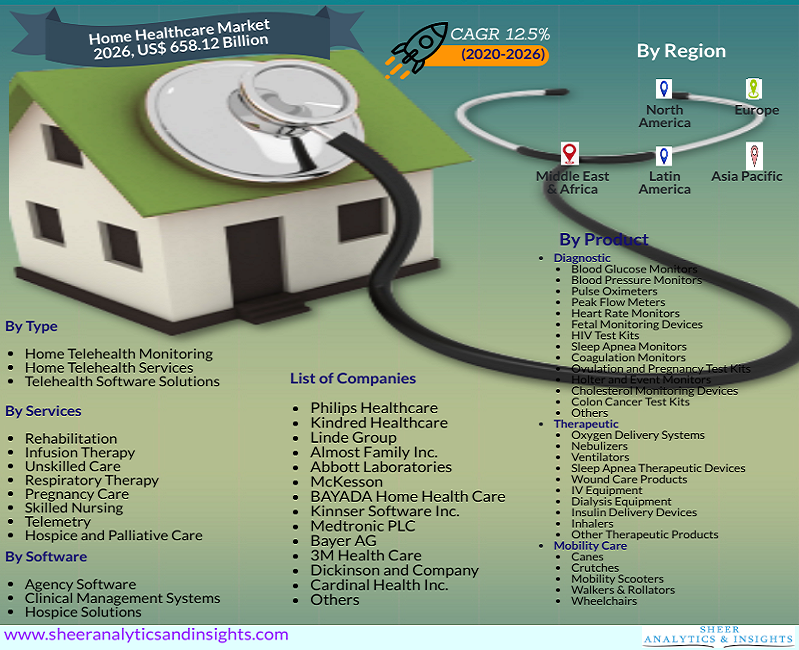 Home Healthcare Market
2026, US$ 658.12 Billion
CAGR 12.5%
(2020-2026)
By Region
North
America
Europe
Middle East
& Africa
Latin
America
Asia Pacific
By Product
Diagnostic
Blood Glucose Monitors
Blood Pressure Monitors
Pulse Oximeters
Peak Flow Meters
Heart Rate Monitors
Fetal Monitoring Devices
HIV Test Kits
Sleep Apnea Monitors
Coagulation Monitors
Ovulation and Pregnancy Test Kits
Holter and Event Monitors
Cholesterol Monitoring Devices
Colon Cancer Test Kits
Others
Therapeutic
Oxygen Delivery Systems
Nebulizers
Ventilators
Sleep Apnea Therapeutic Devices
Wound Care Products
IV Equipment
Dialysis Equipment
Insulin Delivery Devices
Inhalers
Other Therapeutic Products
Mobility Care
Canes
Crutches
Mobility Scooters
Walkers & Rollators
Wheelchairs
By Type
Home Telehealth Monitoring
Home Telehealth Services
Telehealth Software Solutions
By Services
Rehabilitation
Infusion Therapy
Unskilled Care
Respiratory Therapy
Pregnancy Care
Skilled Nursing
Telemetry
Hospice and Palliative Care
By Software
Agency Software
Clinical Management Systems
Hospice Solutions
List of Companies
Philips Healthcare
Kindred Healthcare
Linde Group
Almost Family Inc.
Abbott Laboratories
McKesson
BAYADA Home Health Care
Kinnser Software Inc.
Medtronic PLC
Bayer AG
3M Health Care
Dickinson and Company
Cardinal Health Inc.
Others
www.sheeranalyticsandinsights.com
SHEER
ANALYTICS & INSIGHTS